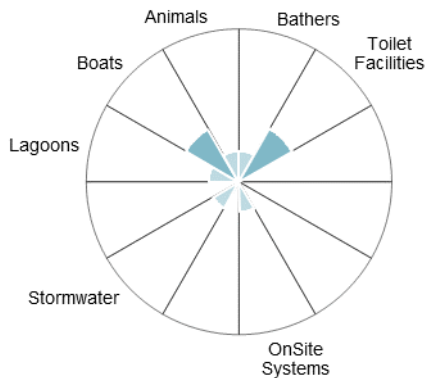 Animals
Bathers
Toilet
Facilities
Boats
Lagoons
Stormwater
OnSite
Systems